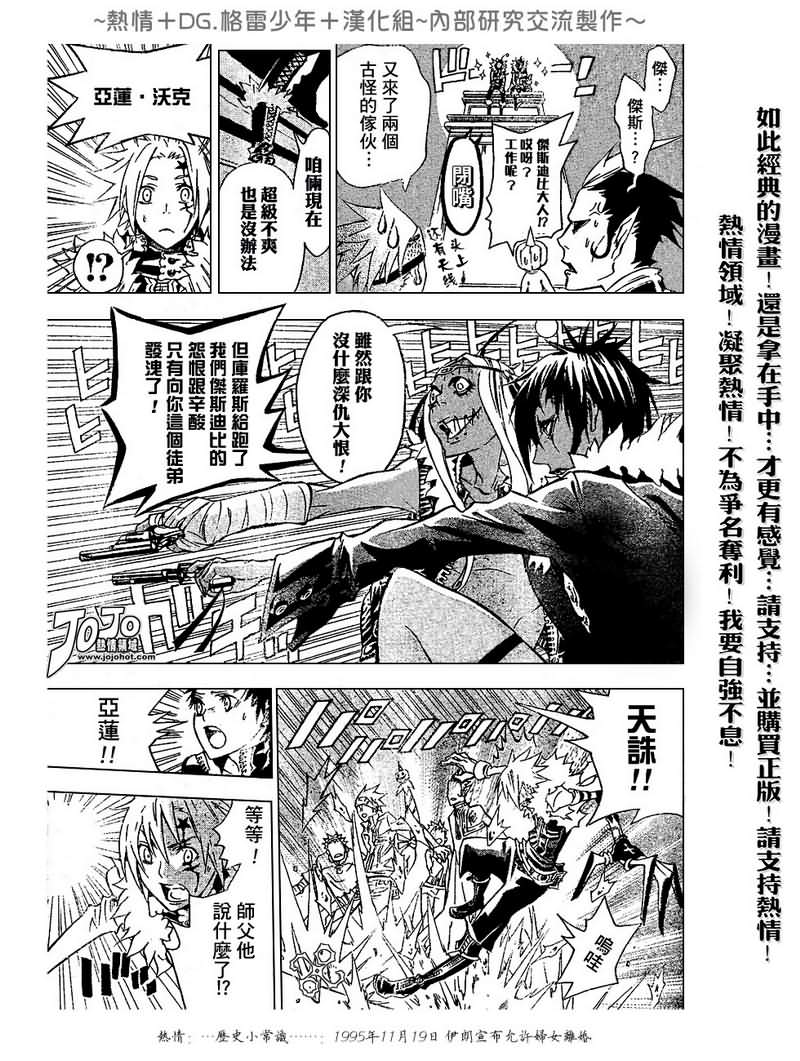 ~熱情＋DG.格雷少年＋漢化組~內部研究交流製作～
傑…
傑斯…？
又來了兩個
古怪的傢伙…
傑斯迪比大人!?
哎呀？
工作呢？
閉嘴
头上
有天线
咱倆現在
超級不爽
也是沒辦法
亞蓮・沃克
!?
雖然跟你
沒什麼深仇大恨！
但庫羅斯給跑了
我們傑斯迪比的
怨恨跟辛酸
只有向你這個徒弟
發洩了！
JOJO
熱情領域
www.jojohot.com
天誅!!
嗚哇
亞蓮!!
等等！
師父他
說什麼了!?
如此經典的漫畫！還是拿在手中…才更有感覺…請支持…並購買正版！請支持熱情！
熱情領域！凝聚熱情！不為爭名奪利！我要自強不息！
熱情：…歷史小常識……：1995年11月19日 伊朗宣布允許婦女離婚